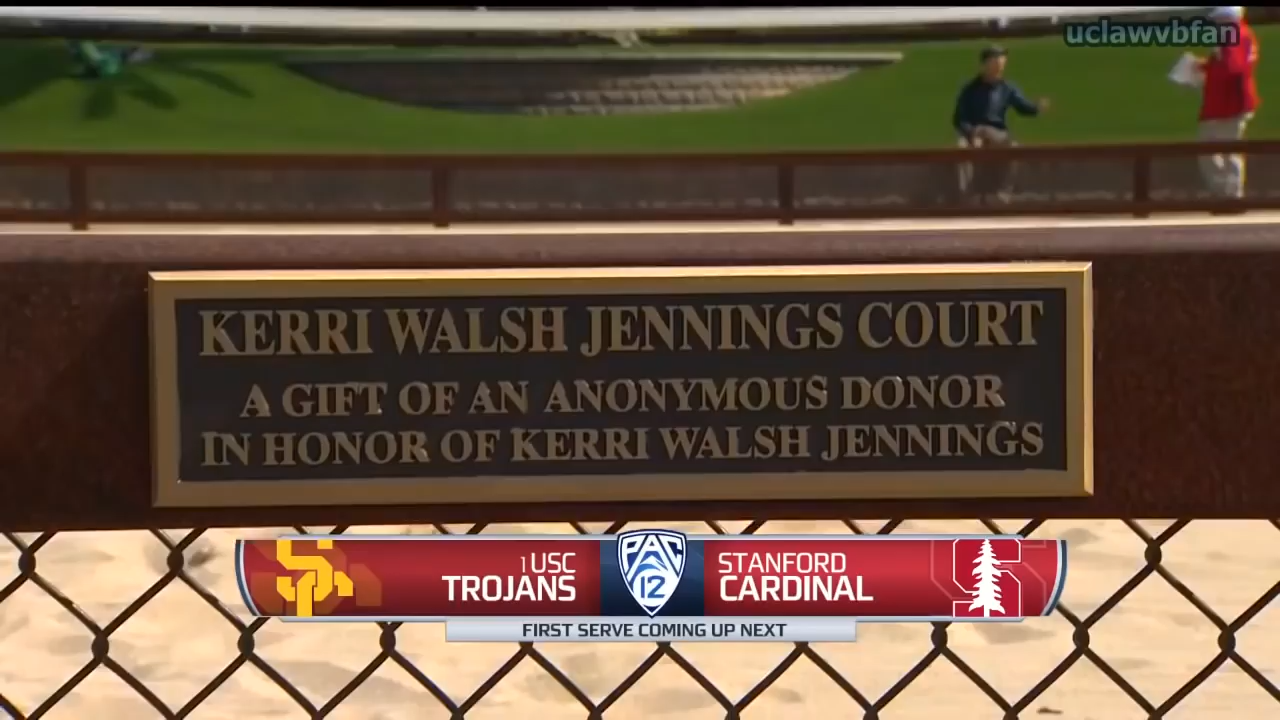 uclawvbfan
KERRI WALSH JENNINGS COURT
A GIFT OF AN ANONYMOUS DONOR
IN HONOR OF KERRI WALSH JENNINGS
SC
1 USC
TROJANS
PAC
12
STANFORD
CARDINAL
S
FIRST SERVE COMING UP NEXT